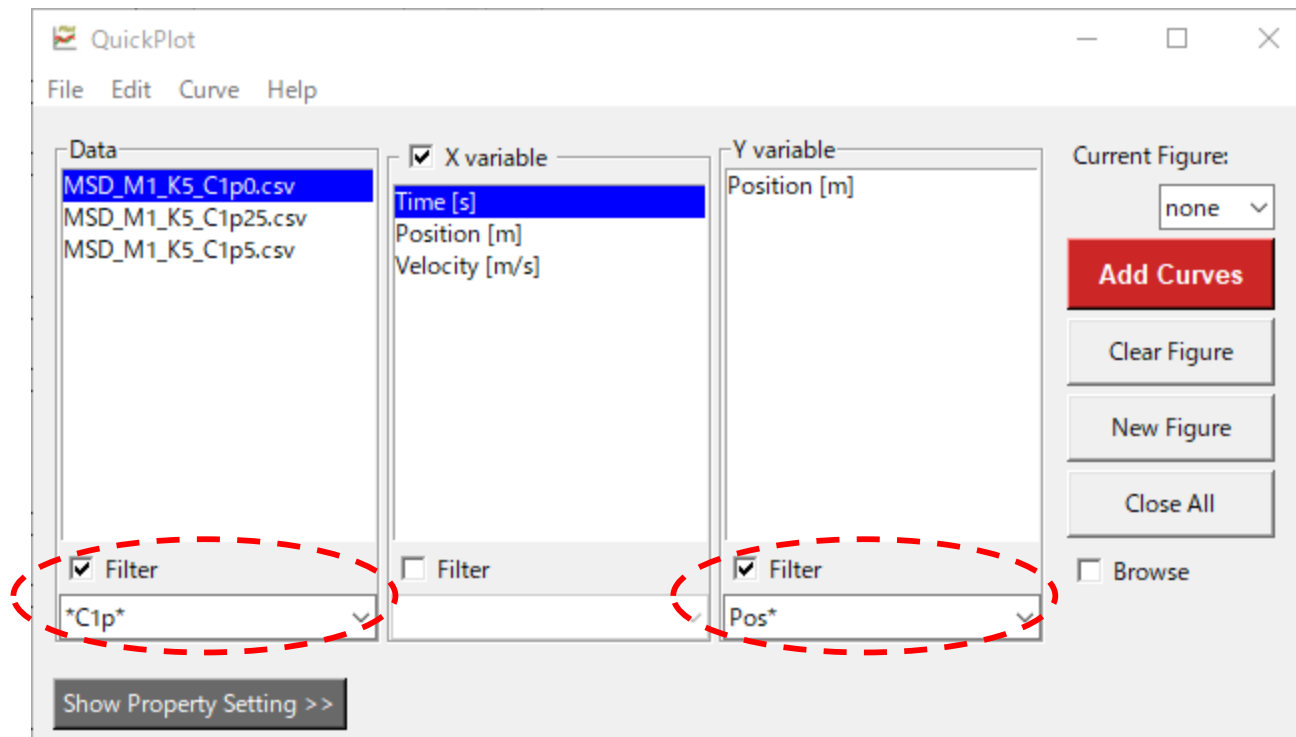 QuickPlot
File Edit Curve Help
Data
MSD_M1_K5_C1p0.csv
MSD_M1_K5_C1p25.csv
MSD_M1_K5_C1p5.csv
Filter
*C1p*
X variable
Time [s]
Position [m]
Velocity [m/s]
Filter
Y variable
Position [m]
Filter
Pos*
Current Figure:
none
Add Curves
Clear Figure
New Figure
Close All
Browse
Show Property Setting >>